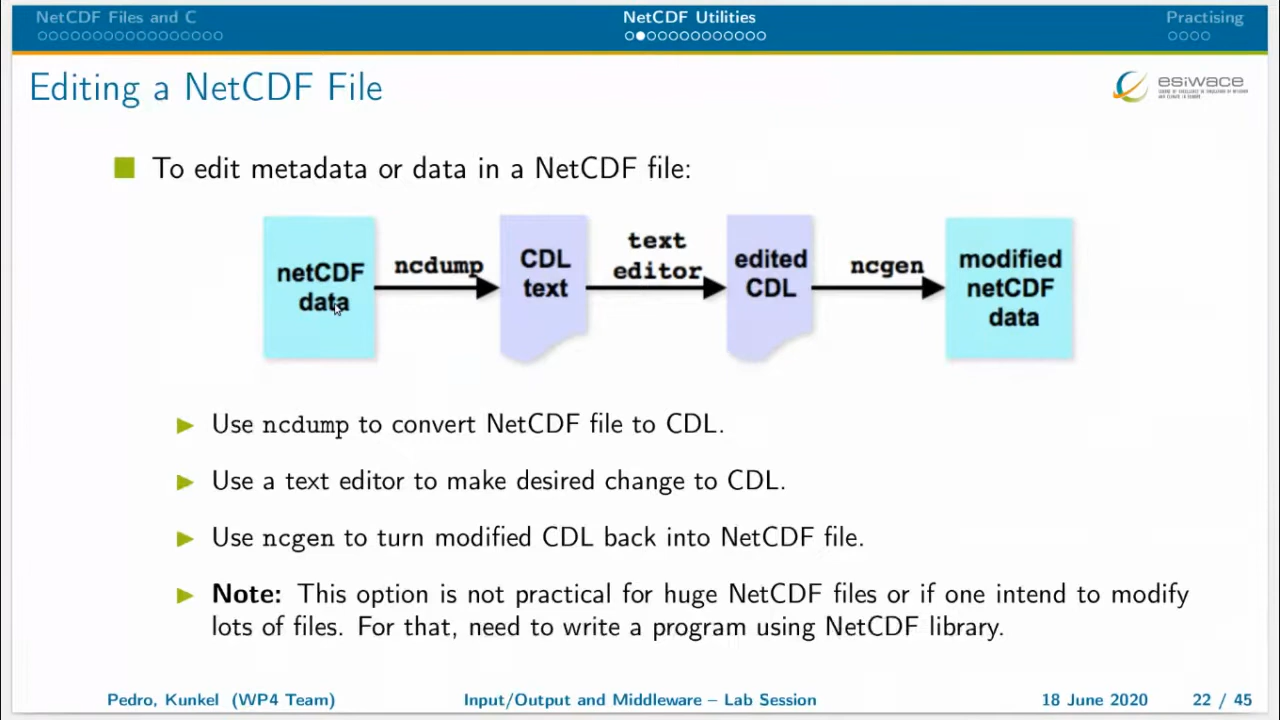 NetCDF Files and C
NetCDF Utilities
Practising
Editing a NetCDF File
esiwace
To edit metadata or data in a NetCDF file:
netCDF
data
ncdump
CDL
text
text
editor
edited
CDL
ncgen
modified
netCDF
data
Use ncdump to convert NetCDF file to CDL.
Use a text editor to make desired change to CDL.
Use ncgen to turn modified CDL back into NetCDF file.
Note: This option is not practical for huge NetCDF files or if one intend to modify
lots of files. For that, need to write a program using NetCDF library.
Pedro, Kunkel (WP4 Team)
Input/Output and Middleware – Lab Session
18 June 2020
22 / 45